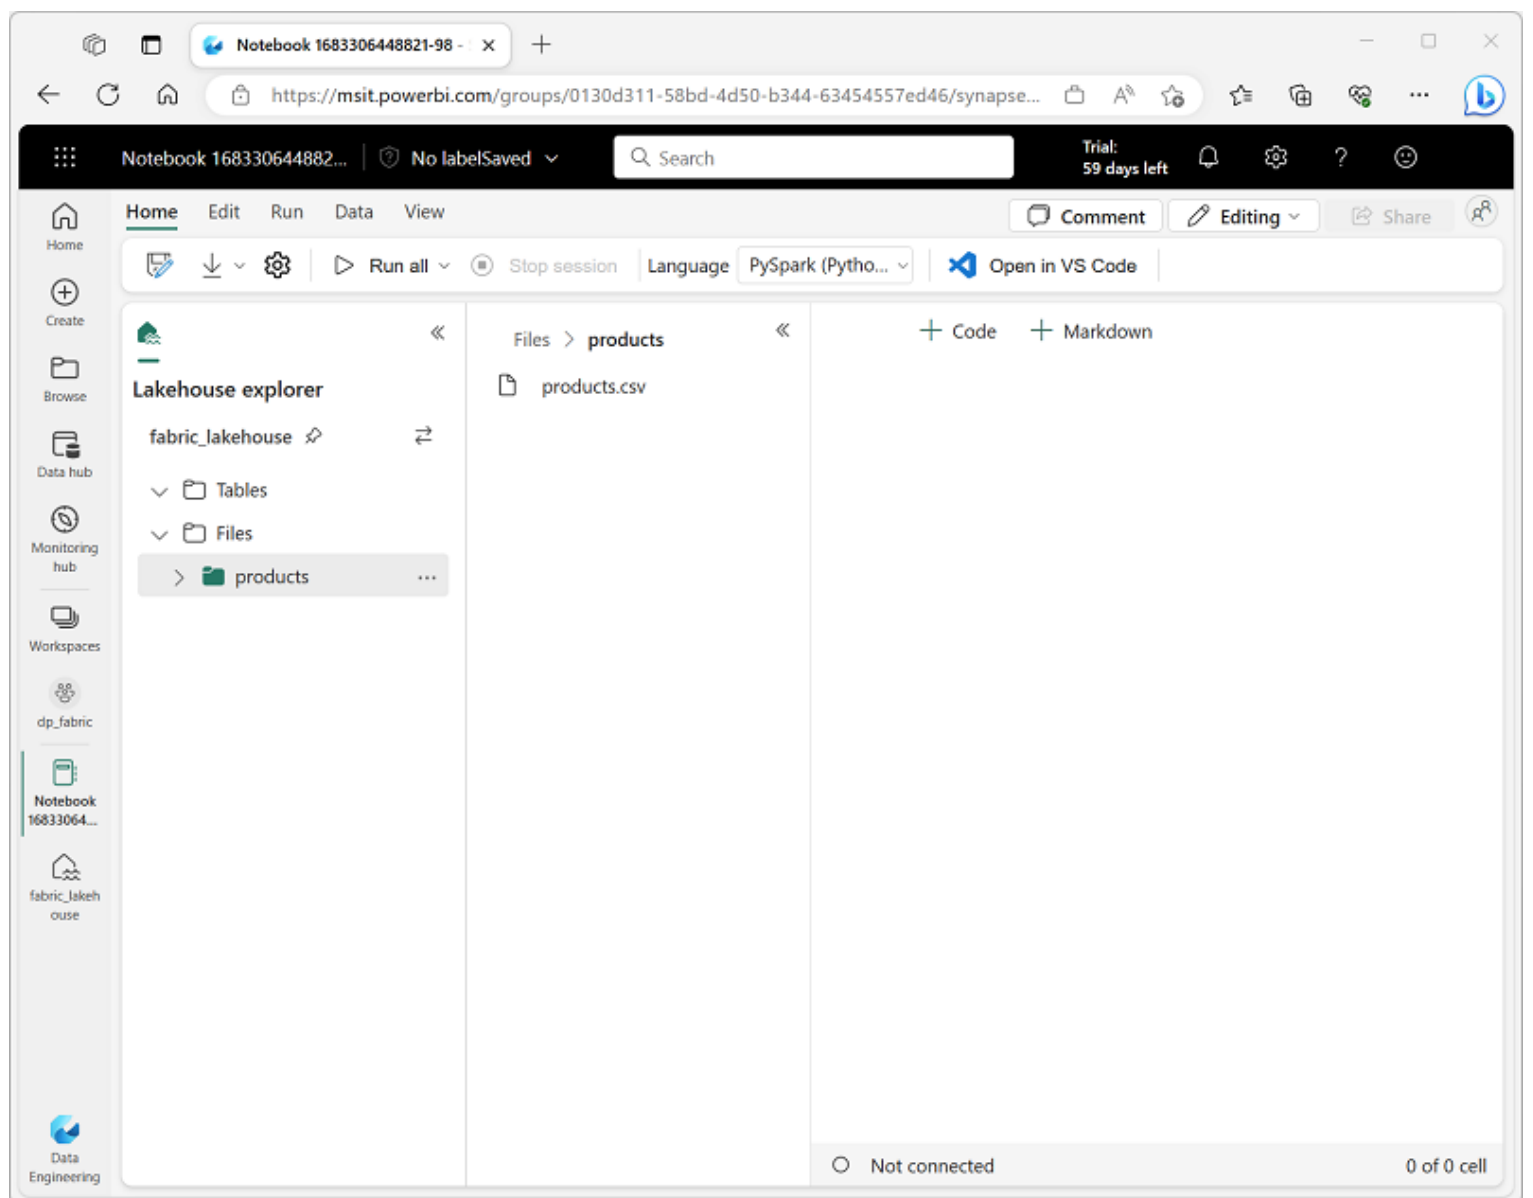 Notebook 1683306448821-98 -
https://msit.powerbi.com/groups/0130d311-58bd-4d50-b344-63454557ed46/synapse...
Notebook 168330644882...
No labelSaved
Search
Trial:
59 days left
Home
Edit
Run
Data
View
Comment
Editing
Share
Run all
Stop session
Language
PySpark (Pytho...
Open in VS Code
Home
Create
Browse
Data hub
Monitoring
hub
Workspaces
dp_fabric
Notebook
16833064...
fabric_lakeh
ouse
Data
Engineering
Lakehouse explorer
fabric_lakehouse
Tables
Files
products
Files > products
products.csv
+ Code
+ Markdown
Not connected
0 of 0 cell